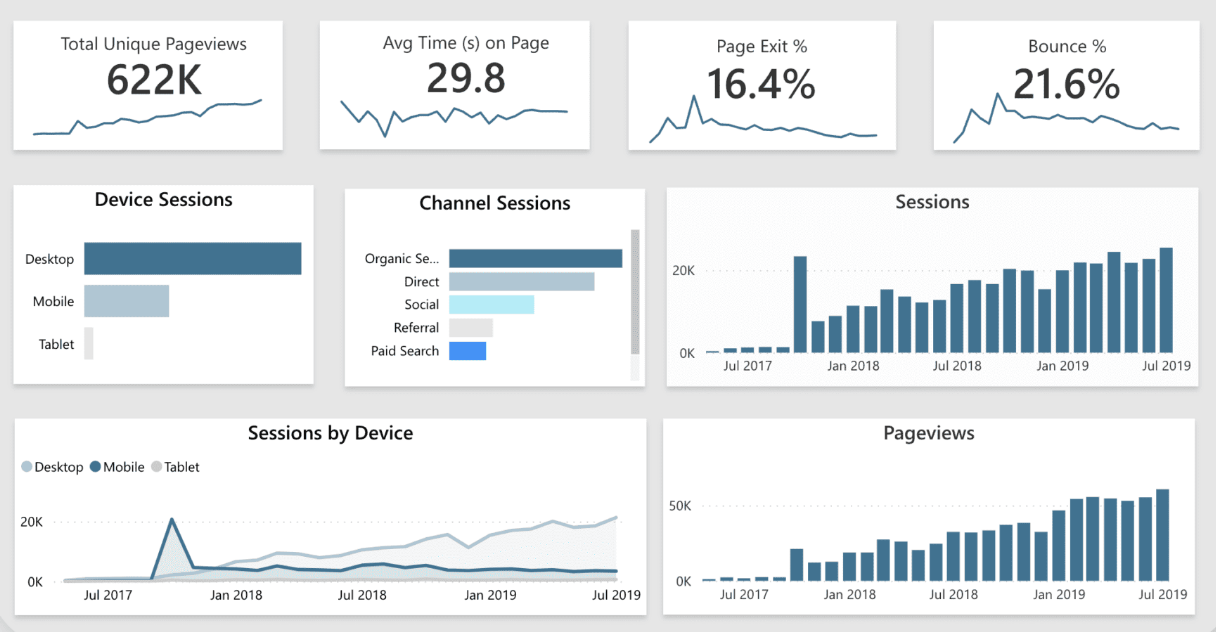 Total Unique Pageviews
622K
Avg Time (s) on Page
29.8
Page Exit %
16.4%
Bounce %
21.6%
Device Sessions
Desktop
Mobile
Tablet
Channel Sessions
Organic Se...
Direct
Social
Referral
Paid Search
Sessions
20K
0K
Jul 2017 Jan 2018 Jul 2018 Jan 2019 Jul 2019
Sessions by Device
Desktop Mobile Tablet
20K
0K
Jul 2017 Jan 2018 Jul 2018 Jan 2019 Jul 2019
Pageviews
50K
0K
Jul 2017 Jan 2018 Jul 2018 Jan 2019 Jul 2019